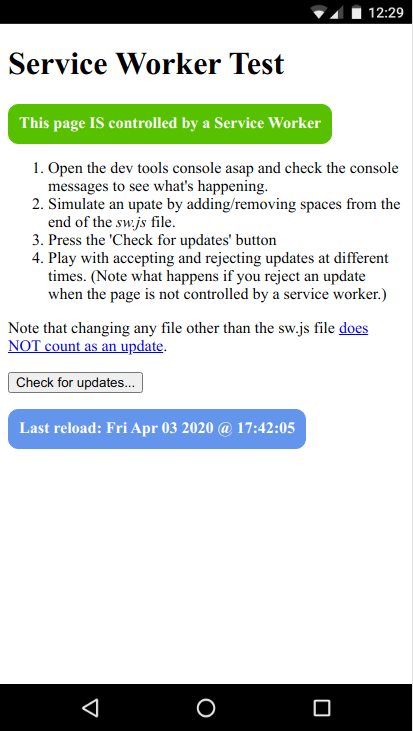 12:29
Service Worker Test
This page IS controlled by a Service Worker
1. Open the dev tools console asap and check the console
messages to see what's happening.
2. Simulate an upate by adding/removing spaces from the
end of the sw.js file.
3. Press the 'Check for updates' button
4. Play with accepting and rejecting updates at different
times. (Note what happens if you reject an update
when the page is not controlled by a service worker.)
Note that changing any file other than the sw.js file does
NOT count as an update.
Check for updates...
Last reload: Fri Apr 03 2020 @ 17:42:05